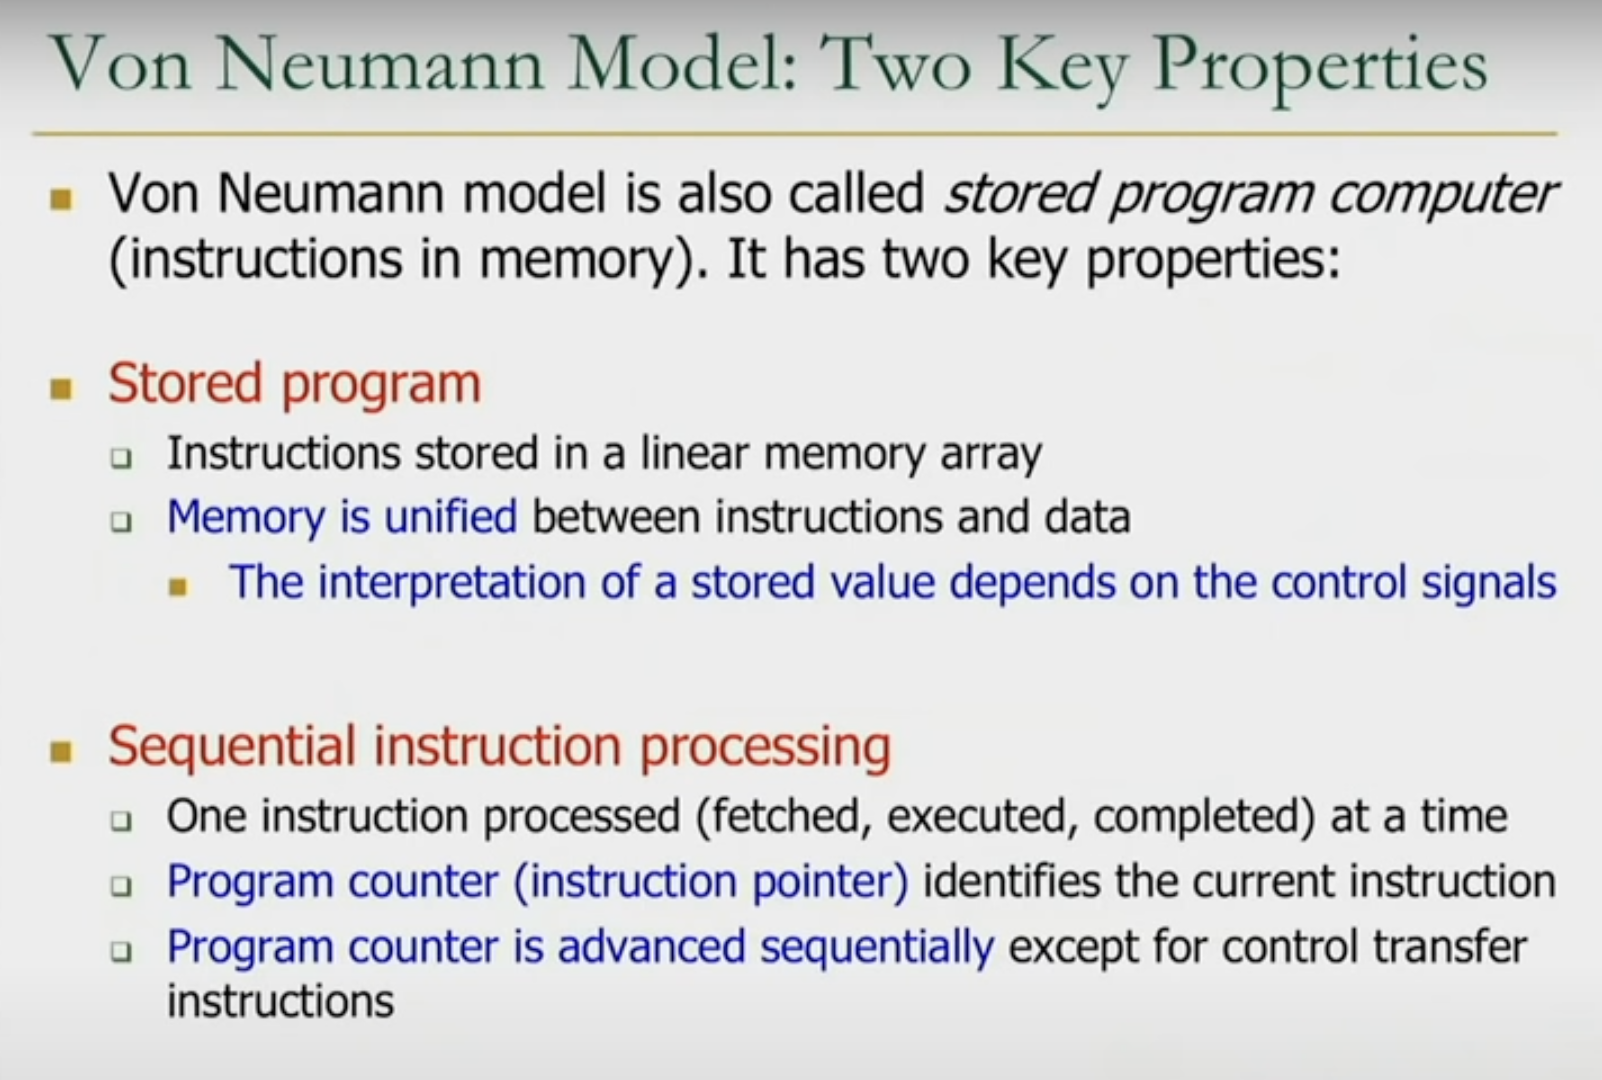 Von Neumann Model: Two Key Properties
Von Neumann model is also called stored program computer
(instructions in memory). It has two key properties:
Stored program
Instructions stored in a linear memory array
Memory is unified between instructions and data
The interpretation of a stored value depends on the control signals
Sequential instruction processing
One instruction processed (fetched, executed, completed) at a time
Program counter (instruction pointer) identifies the current instruction
Program counter is advanced sequentially except for control transfer
instructions